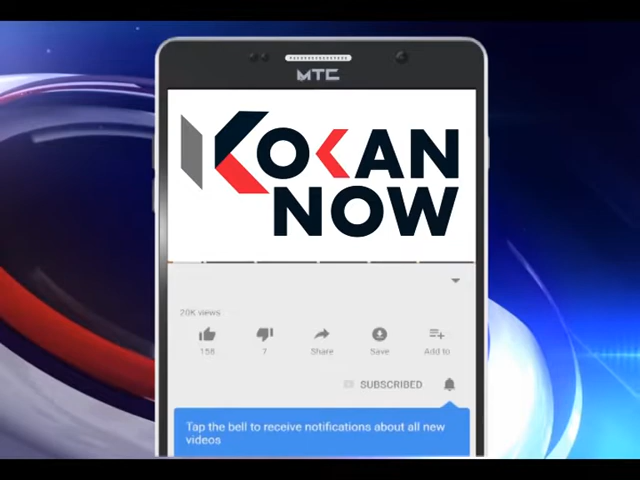 MTC
KOKAN
NOW
20K views
158 7 Share Save Add to
SUBSCRIBED
Tap the bell to receive notifications about all new
videos